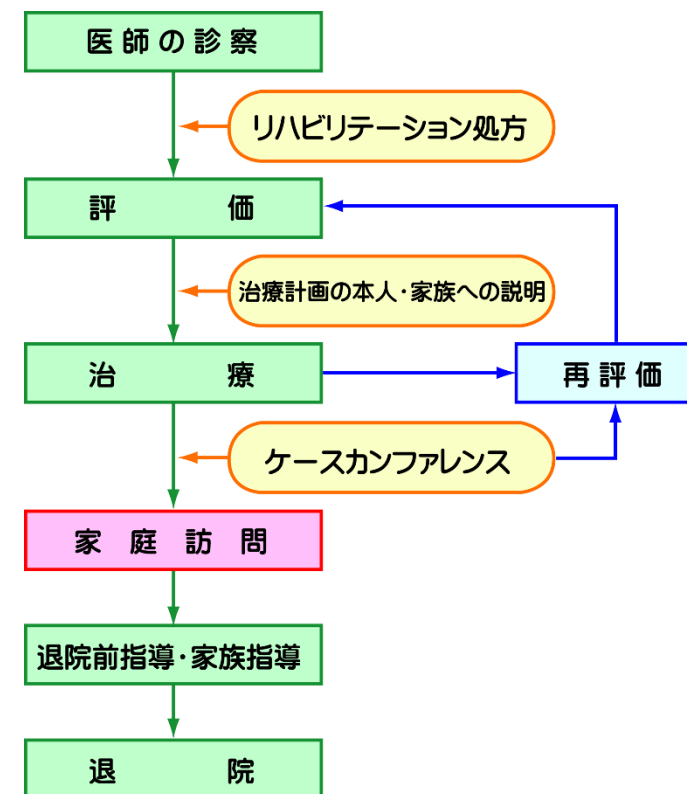 医師の診察
リハビリテーション処方
評価
治療計画の本人・家族への説明
治療
再評価
ケースカンファレンス
家庭訪問
退院前指導・家族指導
退院